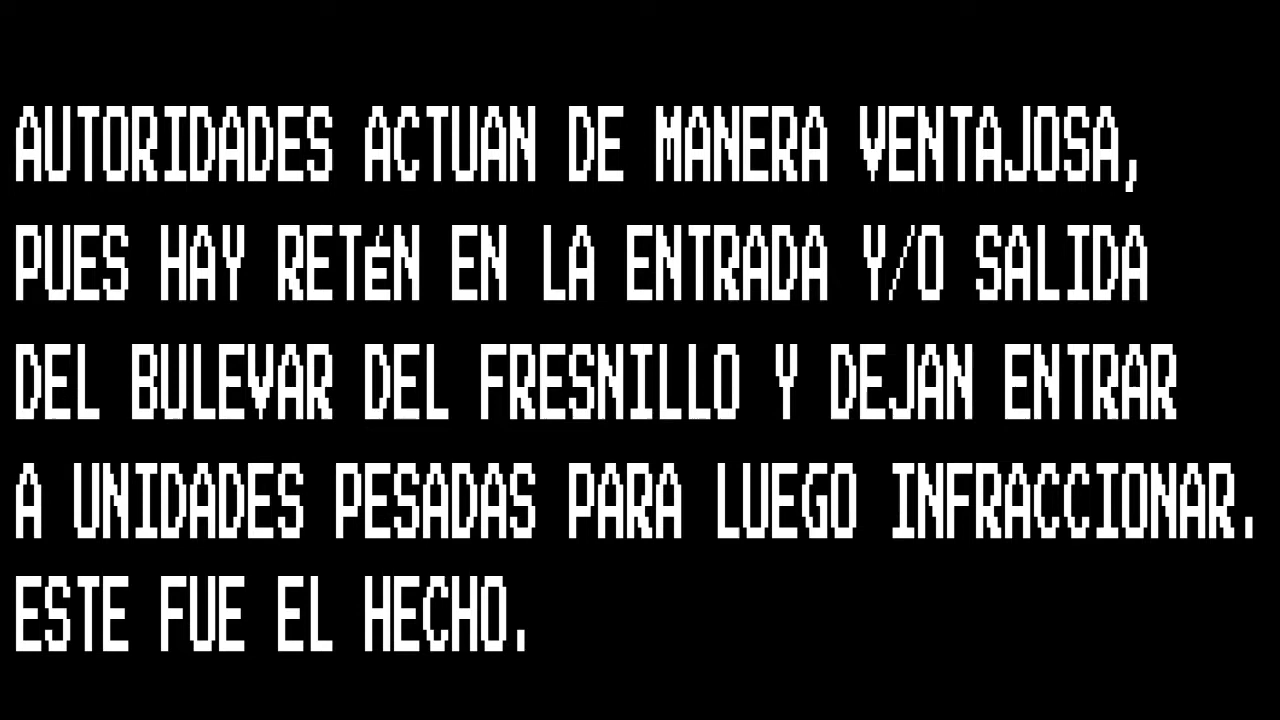 AUTORIDADES ACTUAN DE MANERA VENTAJOSA,
PUES HAY RETéN EN LA ENTRADA Y/O SALIDA
DEL BULEVAR DEL FRESNILLO Y DEJAN ENTRAR
A UNIDADES PESADAS PARA LUEGO INFRACCIONAR.
ESTE FUE EL HECHO.